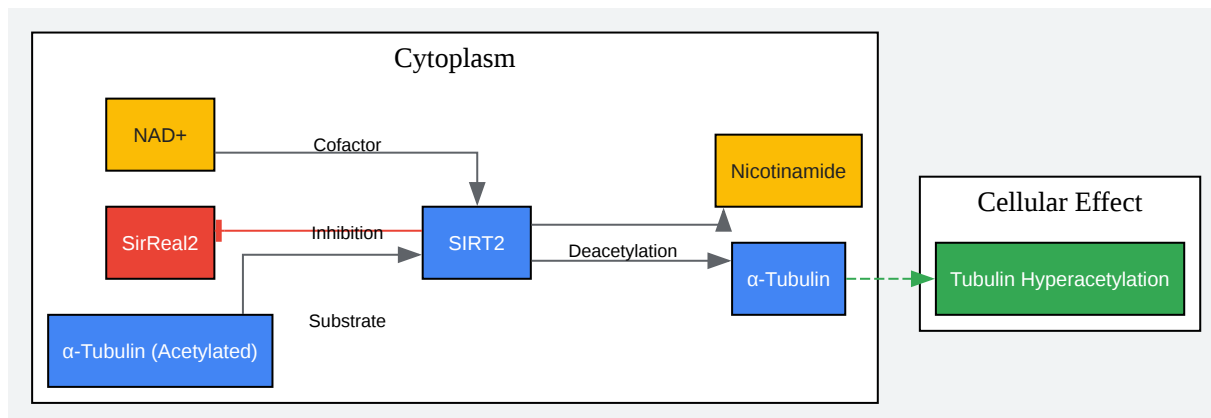 Cytoplasm
NAD+
Cofactor
Nicotinamide
SirReal2
Inhibition
SIRT2
Deacetylation
α-Tubulin
α-Tubulin (Acetylated)
Substrate
Cellular Effect
Tubulin Hyperacetylation